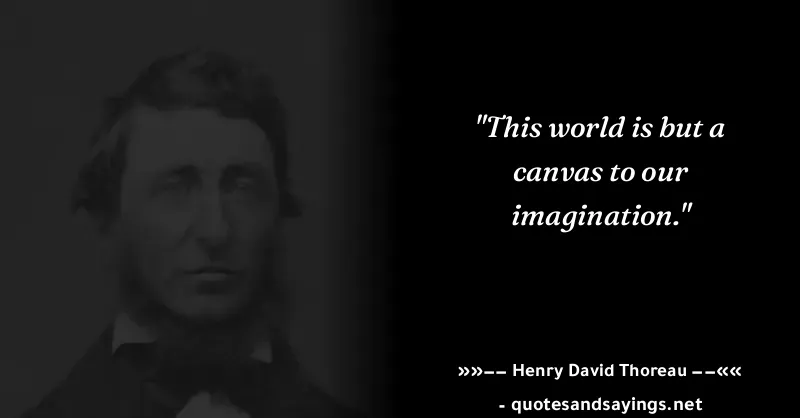 "This world is but a
canvas to our
imagination."
»»–– Henry David Thoreau ––««
- quotesandsayings.net